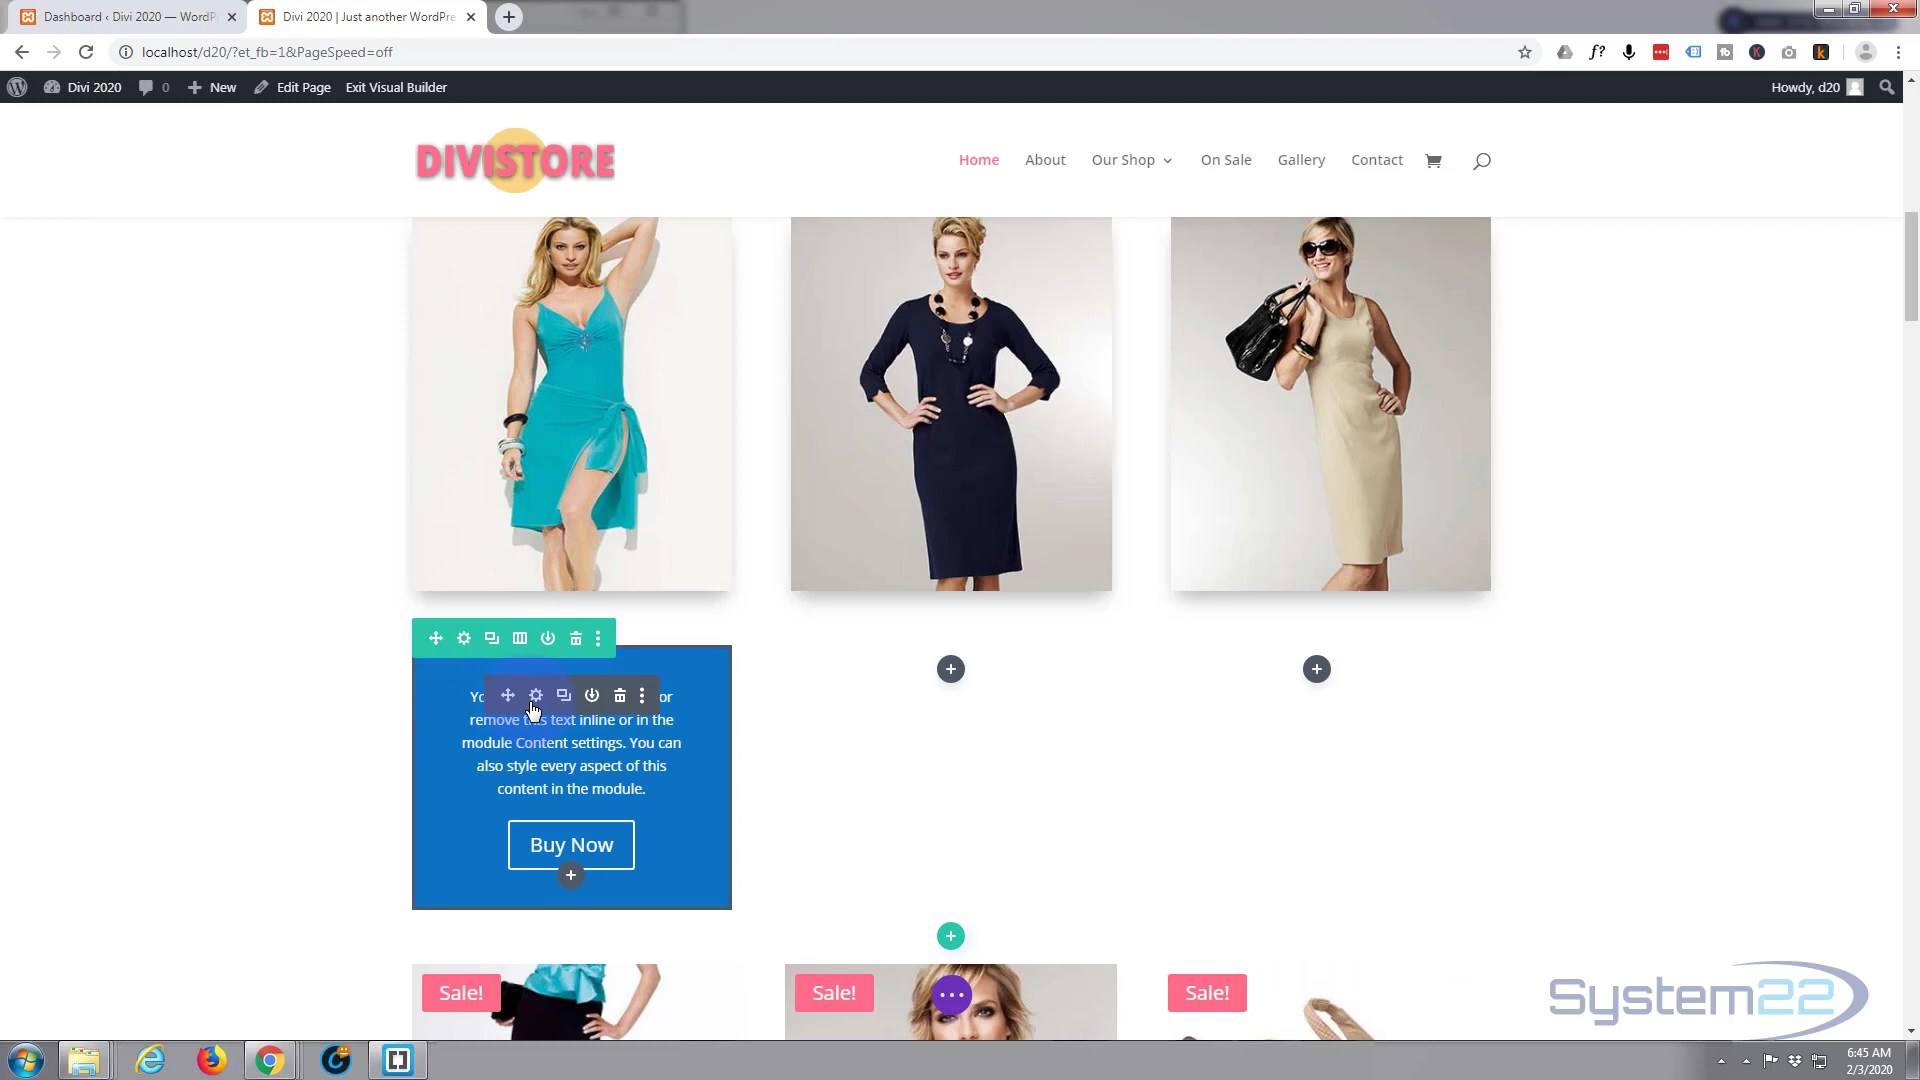 Dashboard ‹ Divi 2020 — WordP
Divi 2020 | Just another WordPre
localhost/d20/?et_fb=1&PageSpeed=off
f?
Divi 2020
0
New
Edit Page
Exit Visual Builder
Howdy, d20
DIVISTORE
Home
About
Our Shop
On Sale
Gallery
Contact
Yo
or
remove this text inline or in the
module Content settings. You can
also style every aspect of this
content in the module.
Buy Now
Sale!
Sale!
Sale!
System22
6:45 AM
2/3/2020